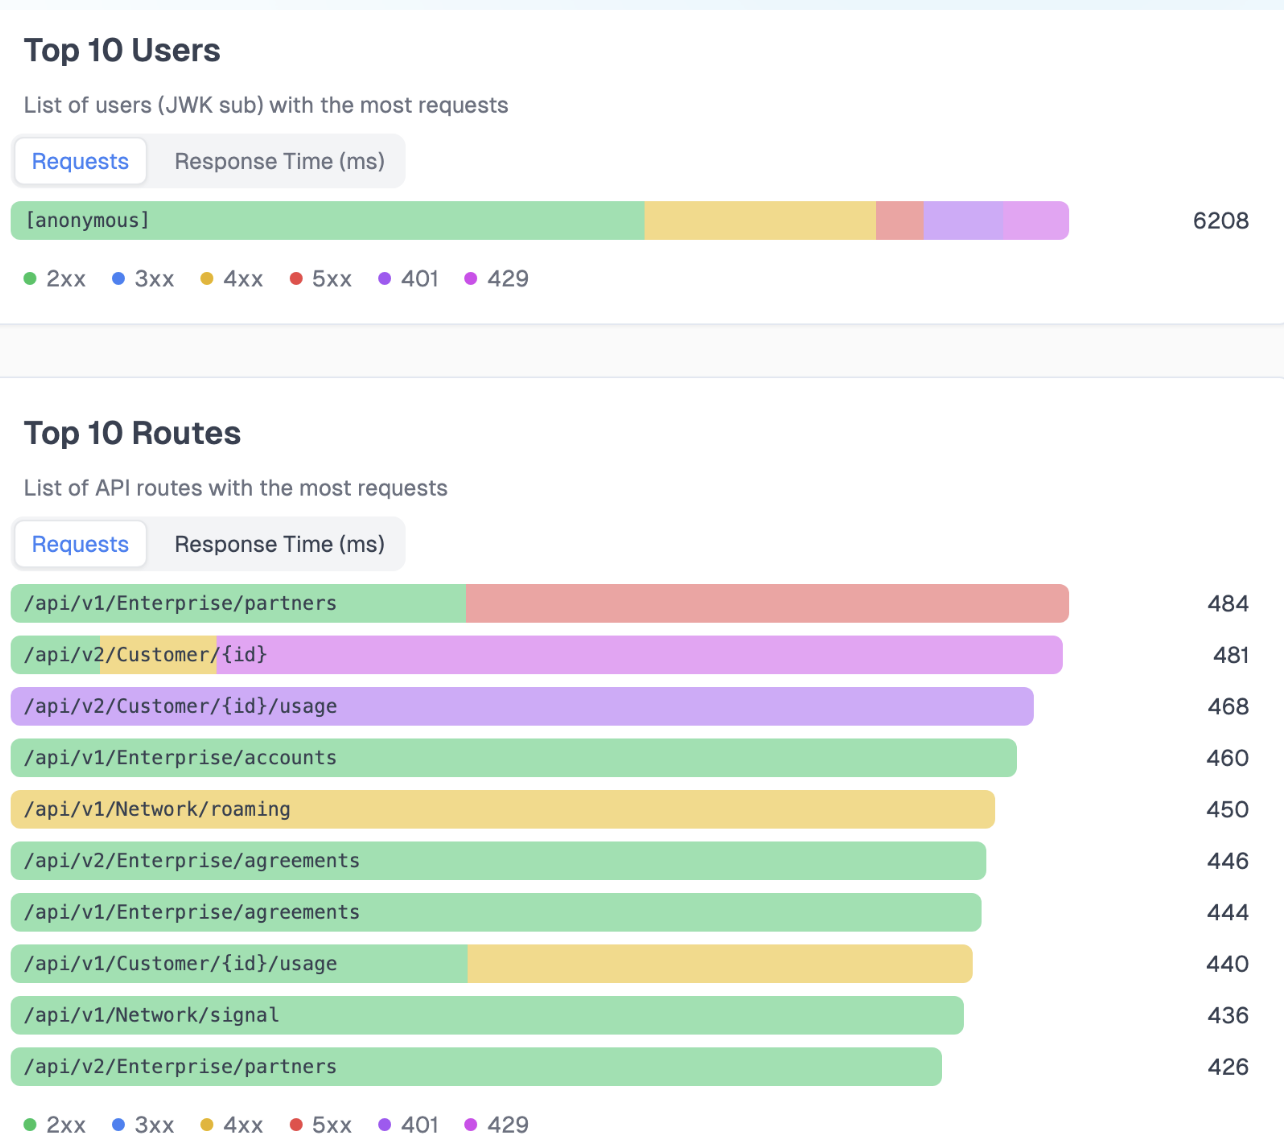 Top 10 Users
List of users (JWK sub) with the most requests
Requests Response Time (ms)
[anonymous] 6208
2xx 3xx 4xx 5xx 401 429
Top 10 Routes
List of API routes with the most requests
Requests Response Time (ms)
/api/v1/Enterprise/partners 484
/api/v2/Customer/{id} 481
/api/v2/Customer/{id}/usage 468
/api/v1/Enterprise/accounts 460
/api/v1/Network/roaming 450
/api/v2/Enterprise/agreements 446
/api/v1/Enterprise/agreements 444
/api/v1/Customer/{id}/usage 440
/api/v1/Network/signal 436
/api/v2/Enterprise/partners 426
2xx 3xx 4xx 5xx 401 429